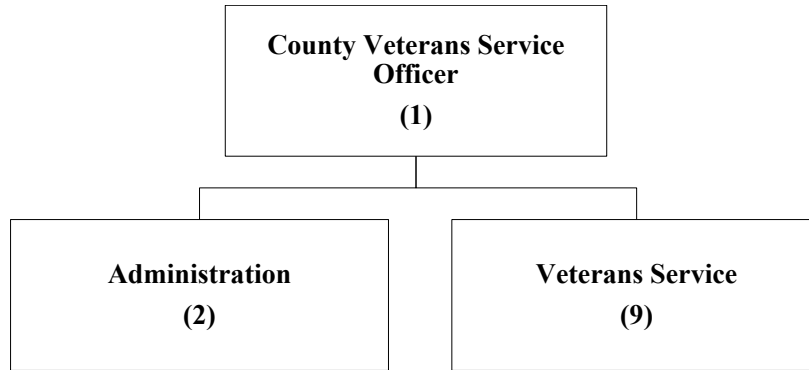 County Veterans Service
Officer
(1)
Administration
(2)
Veterans Service
(9)